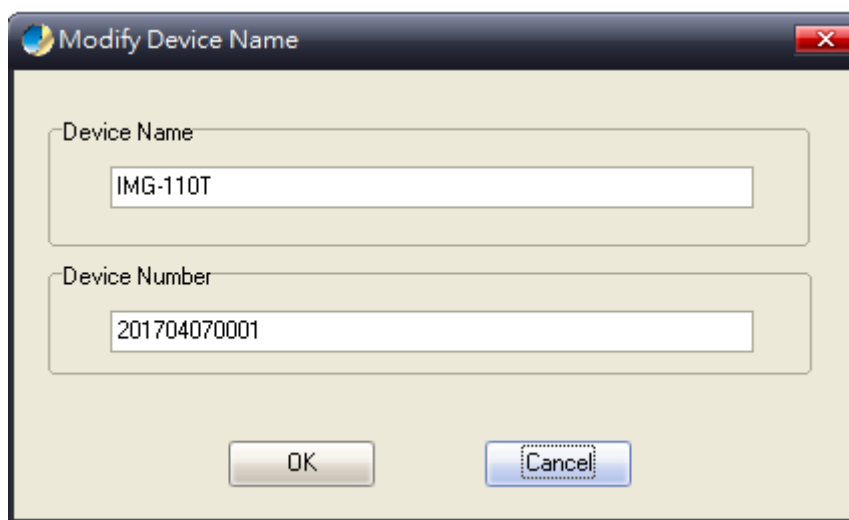 Modify Device Name
Device Name
IMG-110T
Device Number
201704070001
OK
Cancel